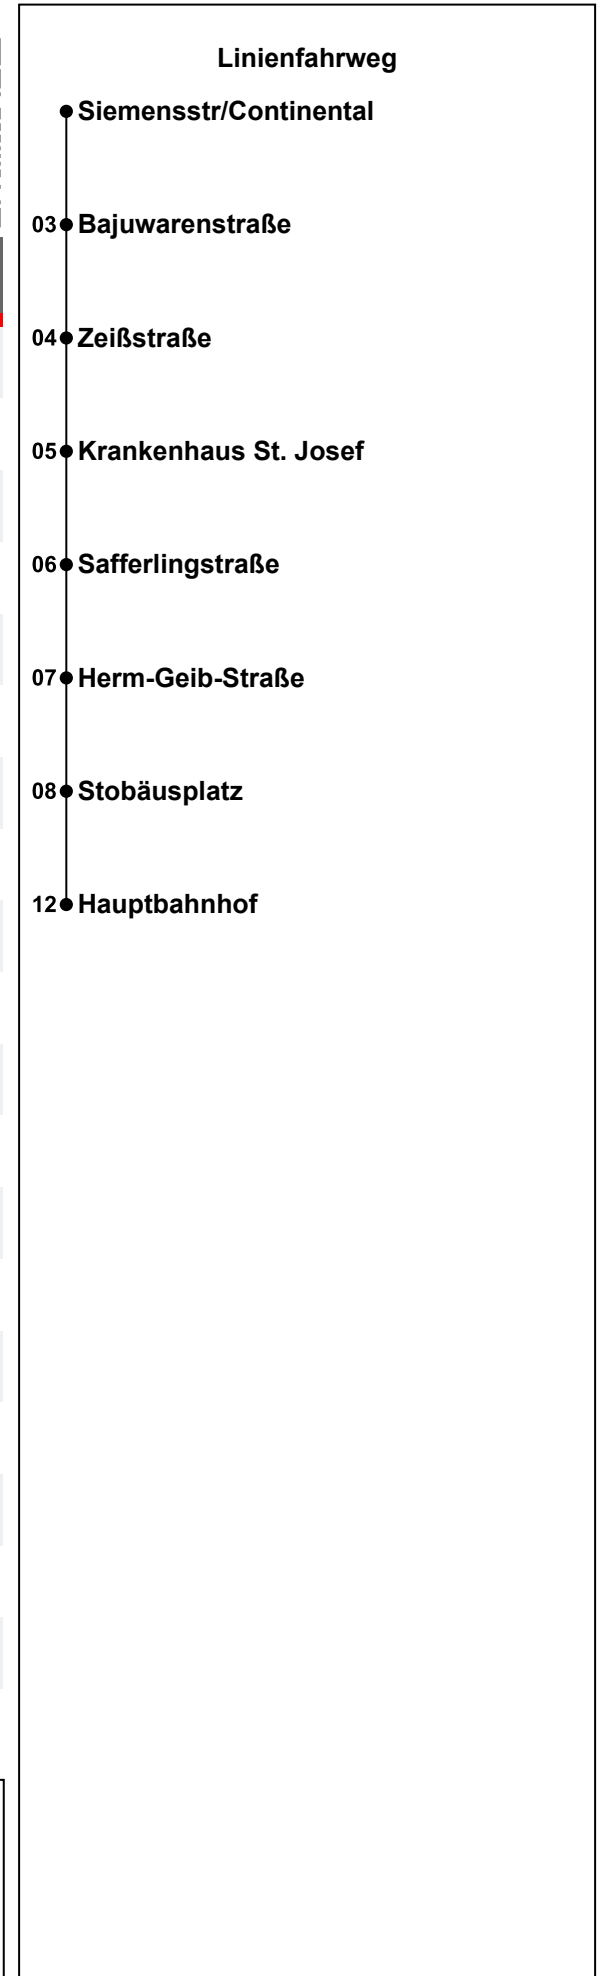 Linienfahrweg
Siemensstr/Continental
03 Bajuwarenstraße
04 Zeißstraße
05 Krankenhaus St. Josef
06 Safferlingstraße
07 Herm-Geib-Straße
08 Stobäusplatz
12 Hauptbahnhof